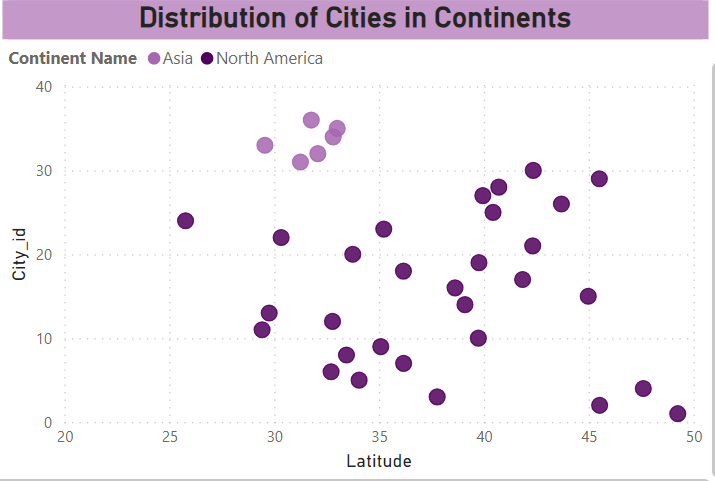 Distribution of Cities in Continents
Continent Name Asia North America
40
30
20
10
0
City_id
20 25 30 35 40 45 50
Latitude